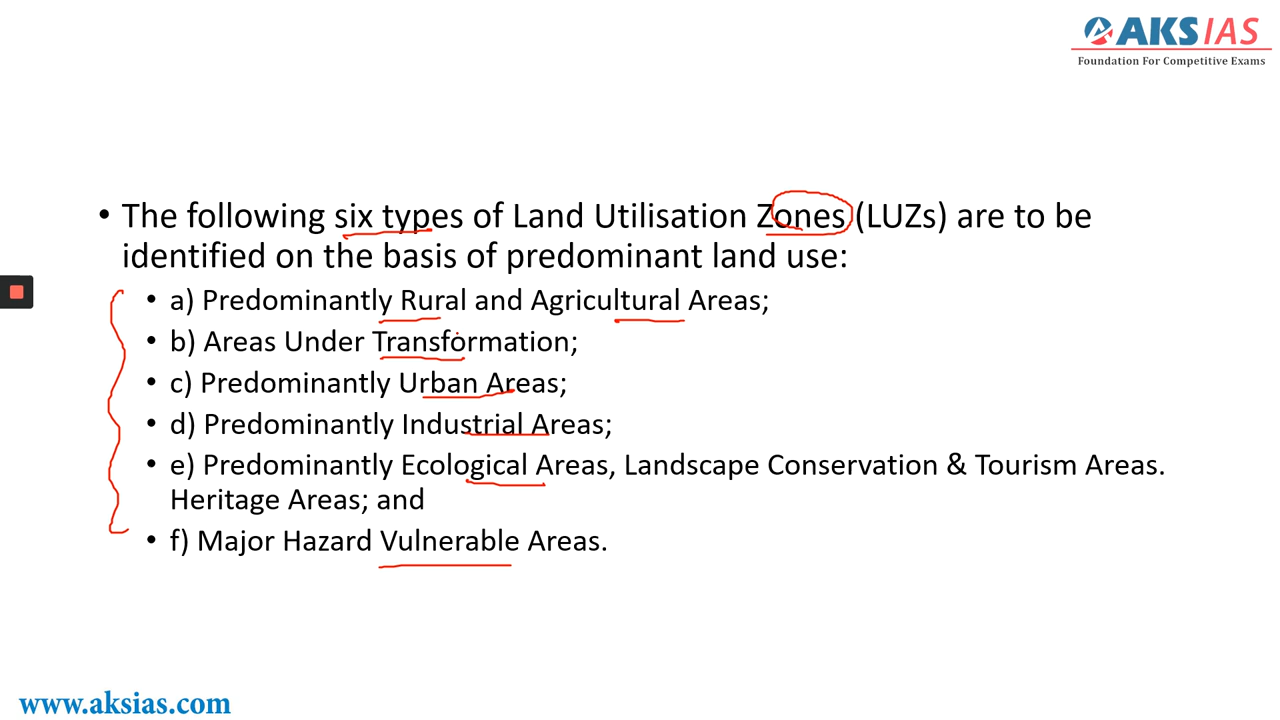 AKS IAS
Foundation For Competitive Exams
• The following six types of Land Utilisation Zones (LUZs) are to be
identified on the basis of predominant land use:
• a) Predominantly Rural and Agricultural Areas;
• b) Areas Under Transformation;
• c) Predominantly Urban Areas;
• d) Predominantly Industrial Areas;
• e) Predominantly Ecological Areas, Landscape Conservation & Tourism Areas.
Heritage Areas; and
• f) Major Hazard Vulnerable Areas.
www.aksias.com